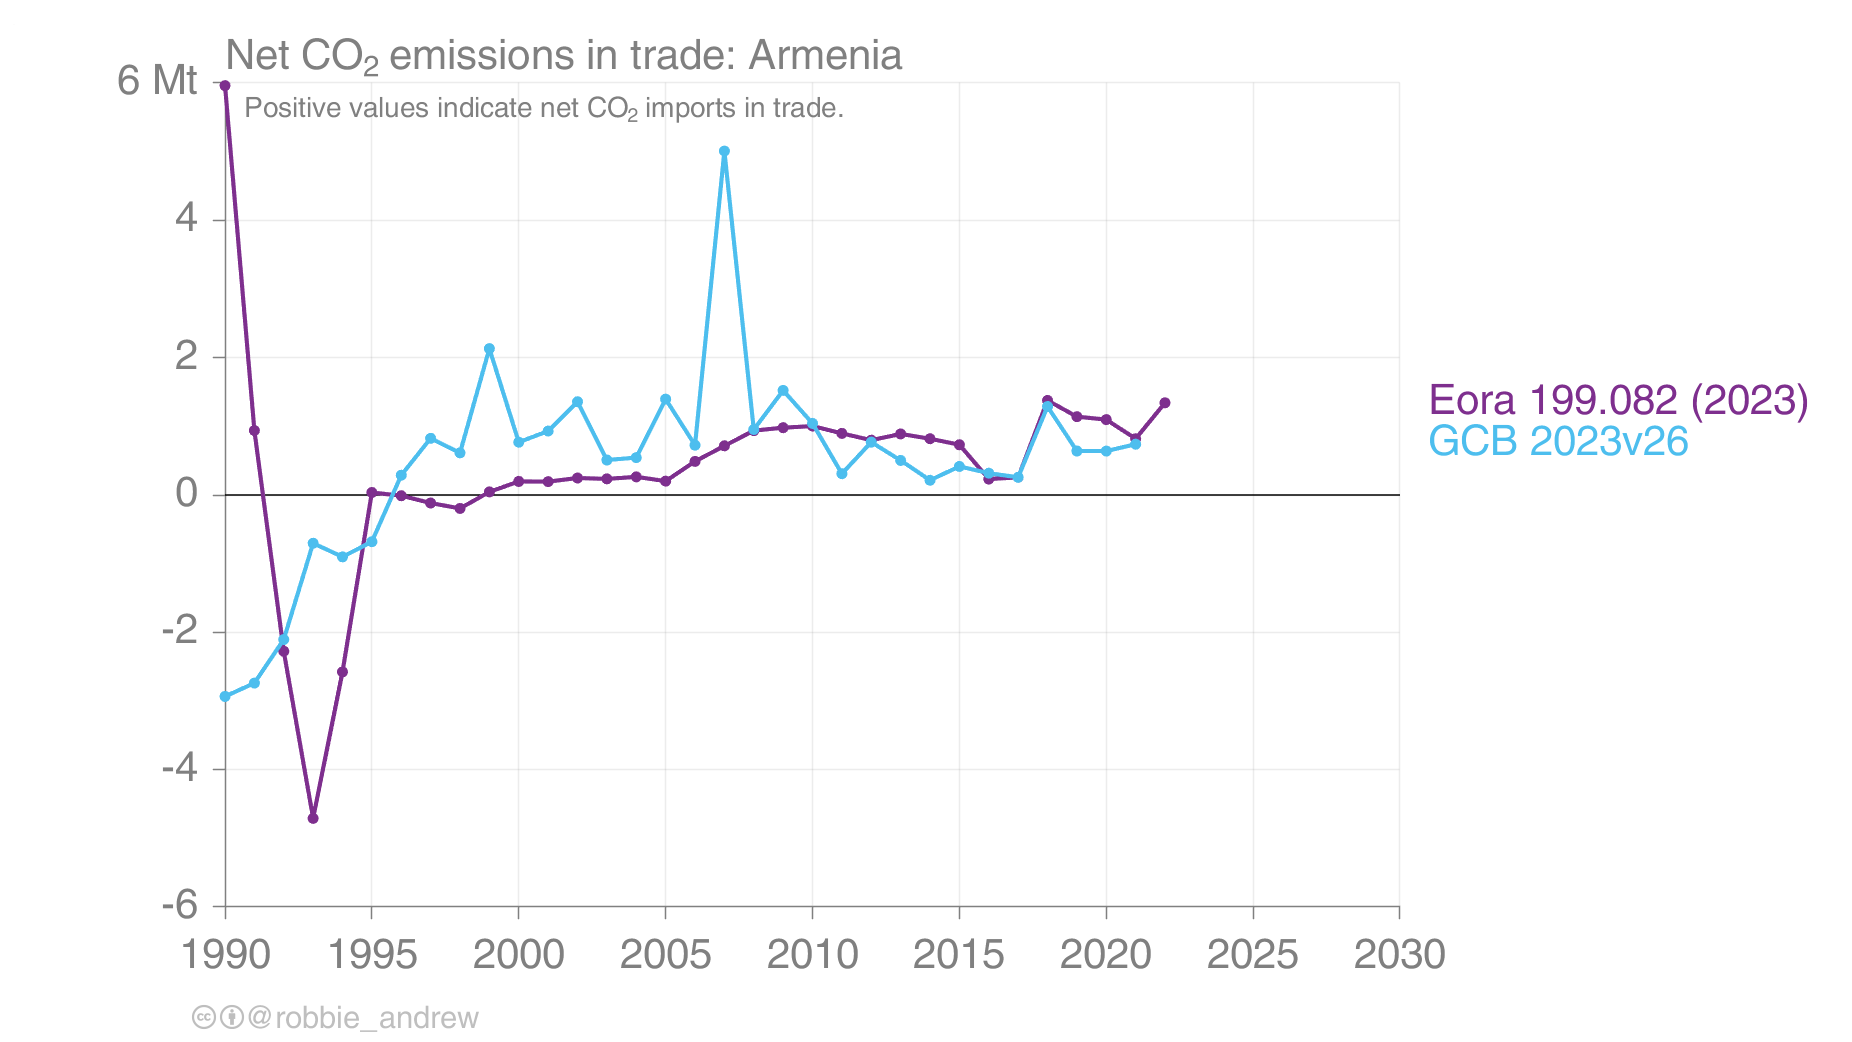 Net CO₂ emissions in trade: Armenia
6 Mt
Positive values indicate net CO₂ imports in trade.
4
2
Eora 199.082 (2023)
GCB 2023v26
0
-2
-4
-6
1990 1995 2000 2005 2010 2015 2020 2025 2030
cc @robbie_andrew